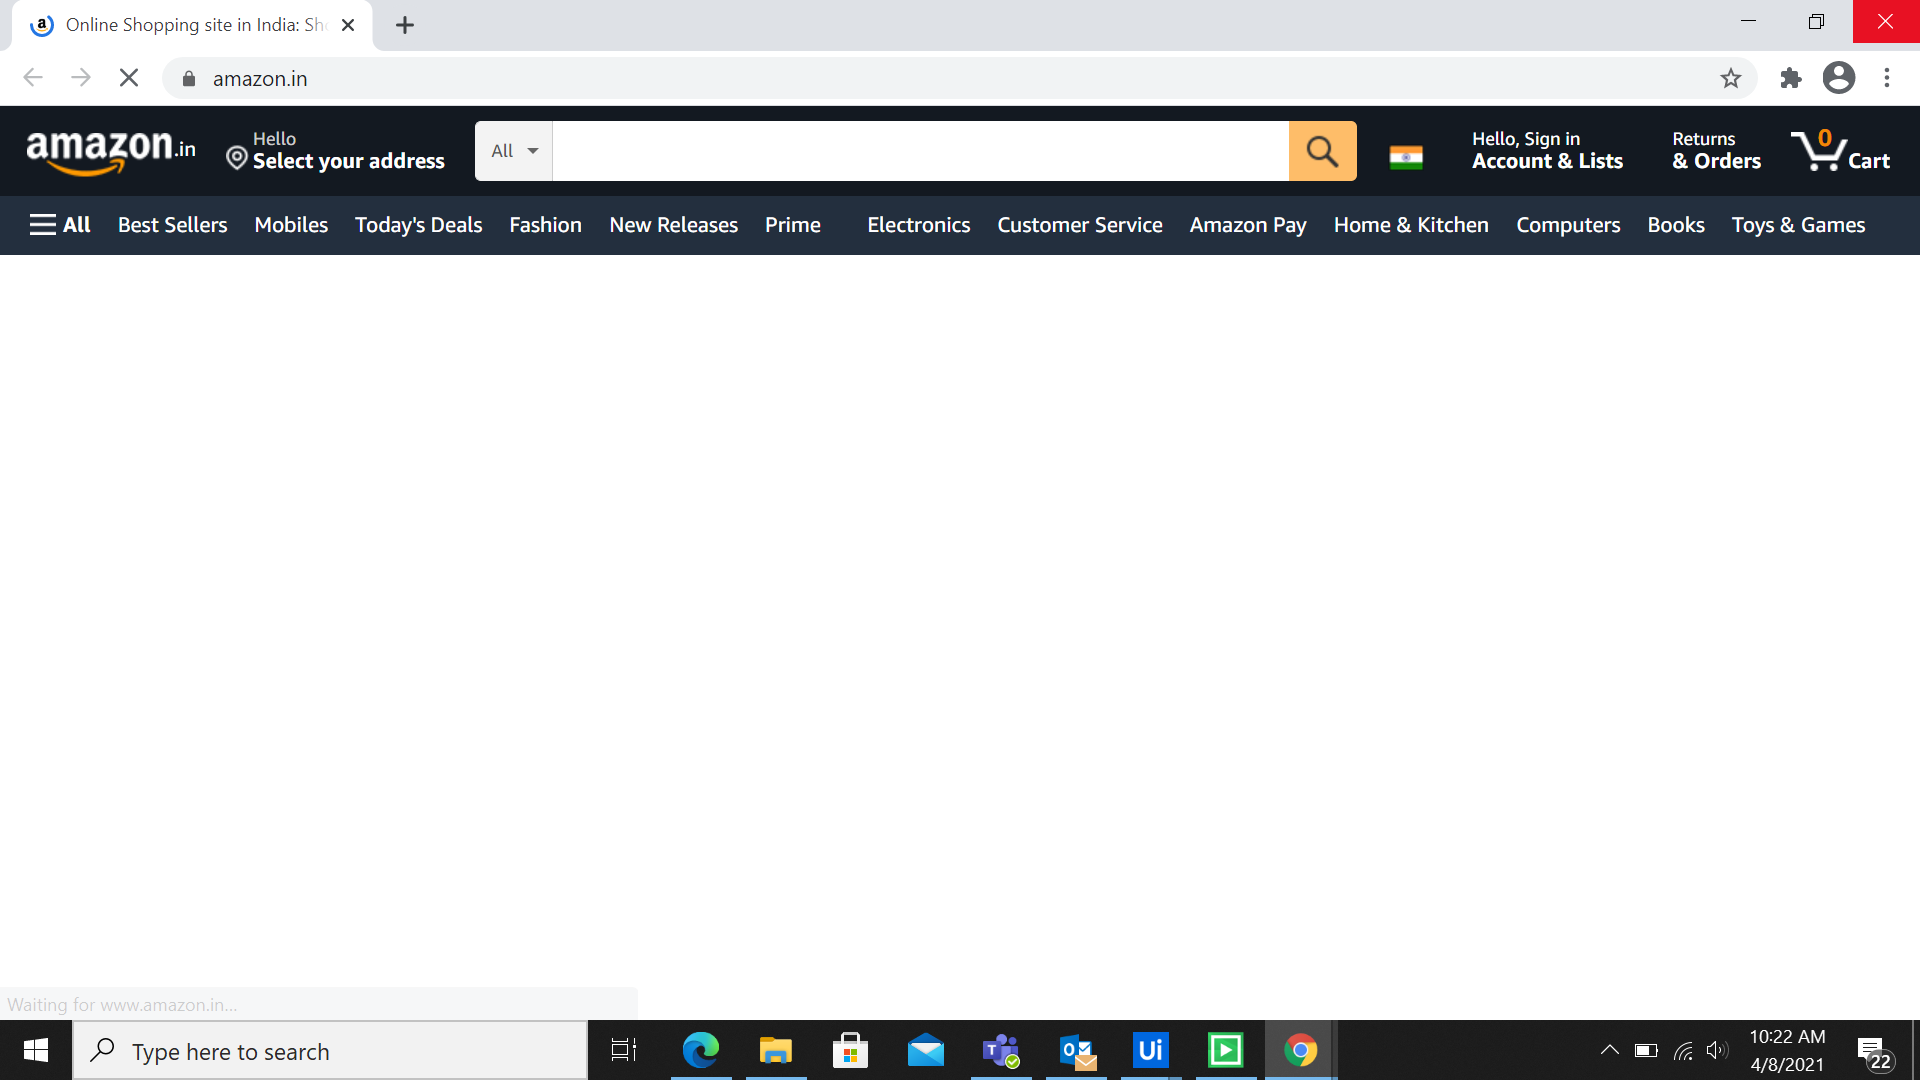 Online Shopping site in India: Sh
amazon.in
amazon.in
Hello
Select your address
All
Hello, Sign in
Account & Lists
Returns
& Orders
0
Cart
All
Best Sellers
Mobiles
Today's Deals
Fashion
New Releases
Prime
Electronics
Customer Service
Amazon Pay
Home & Kitchen
Computers
Books
Toys & Games
Waiting for www.amazon.in...
Type here to search
Ui
10:22 AM
4/8/2021
22